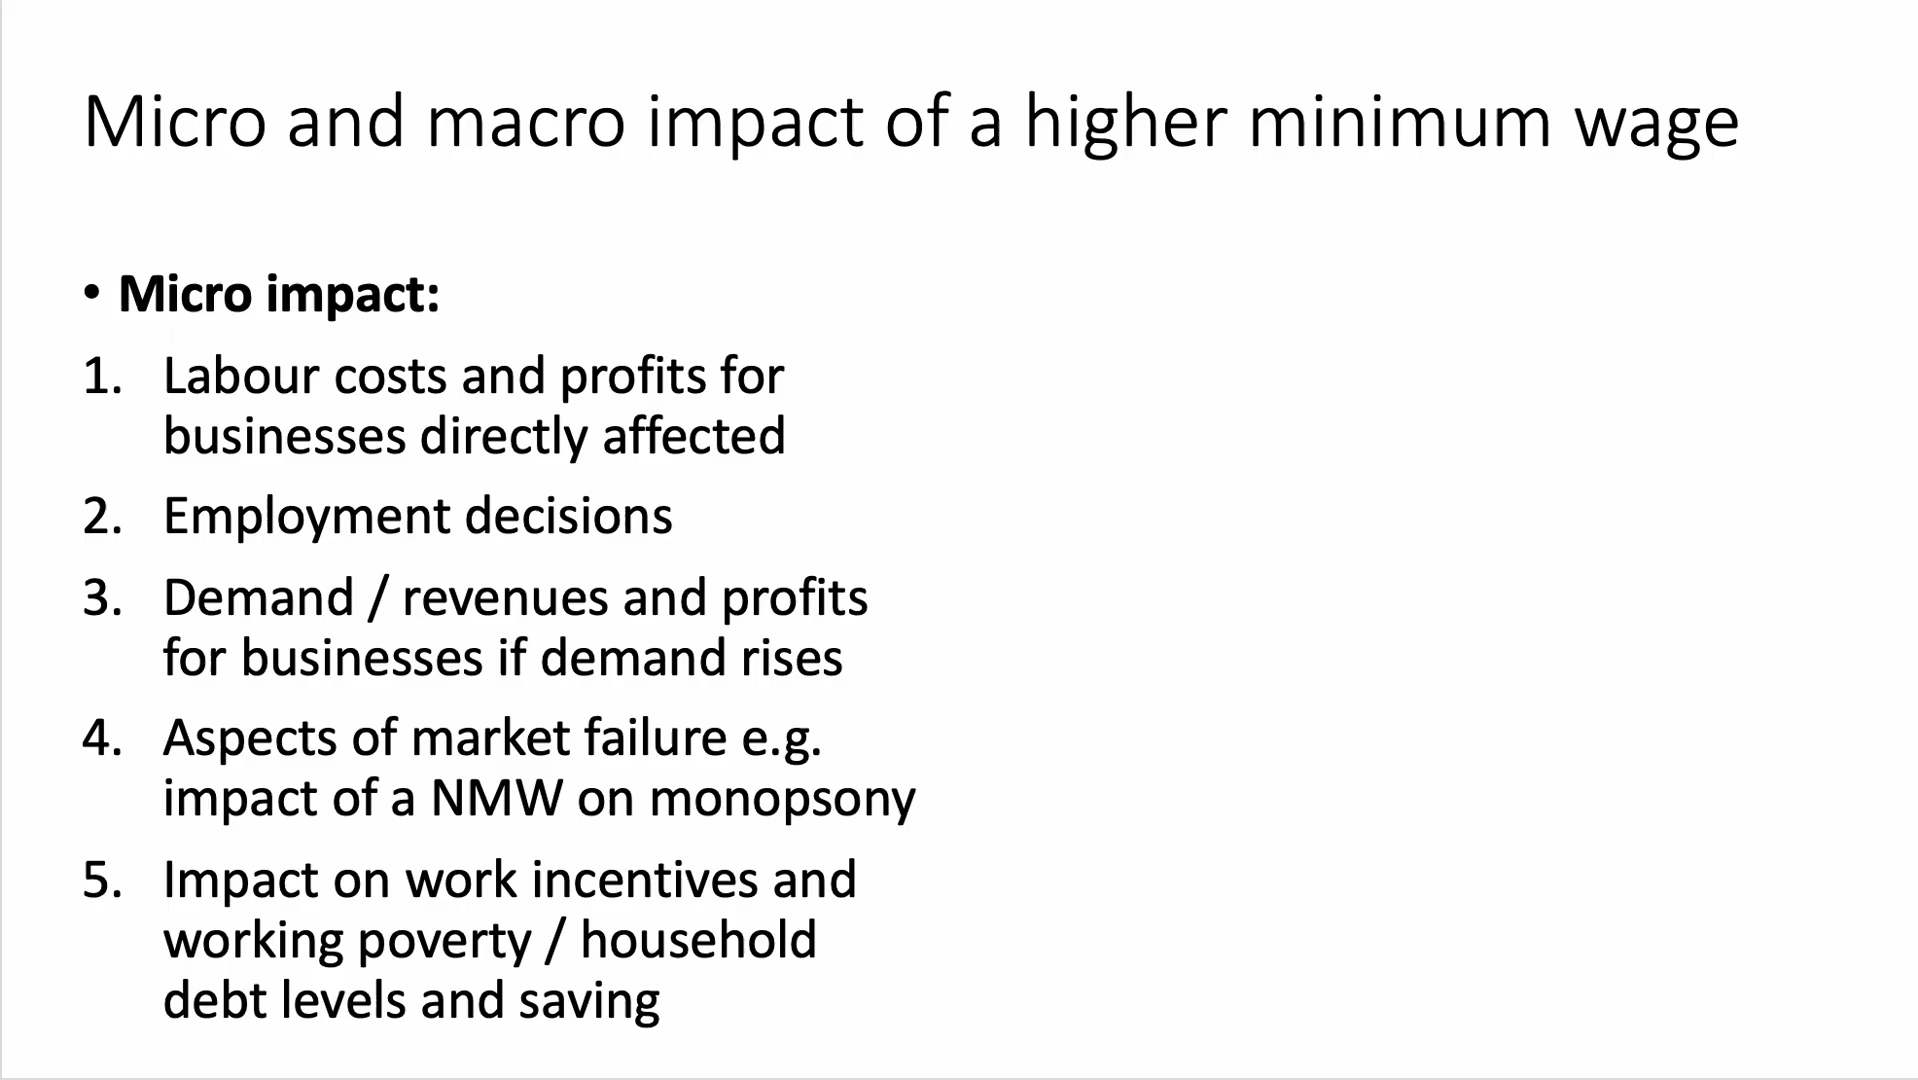 Micro and macro impact of a higher minimum wage
• Micro impact:
1. Labour costs and profits for
businesses directly affected
2. Employment decisions
3. Demand / revenues and profits
for businesses if demand rises
4. Aspects of market failure e.g.
impact of a NMW on monopsony
5. Impact on work incentives and
working poverty / household
debt levels and saving